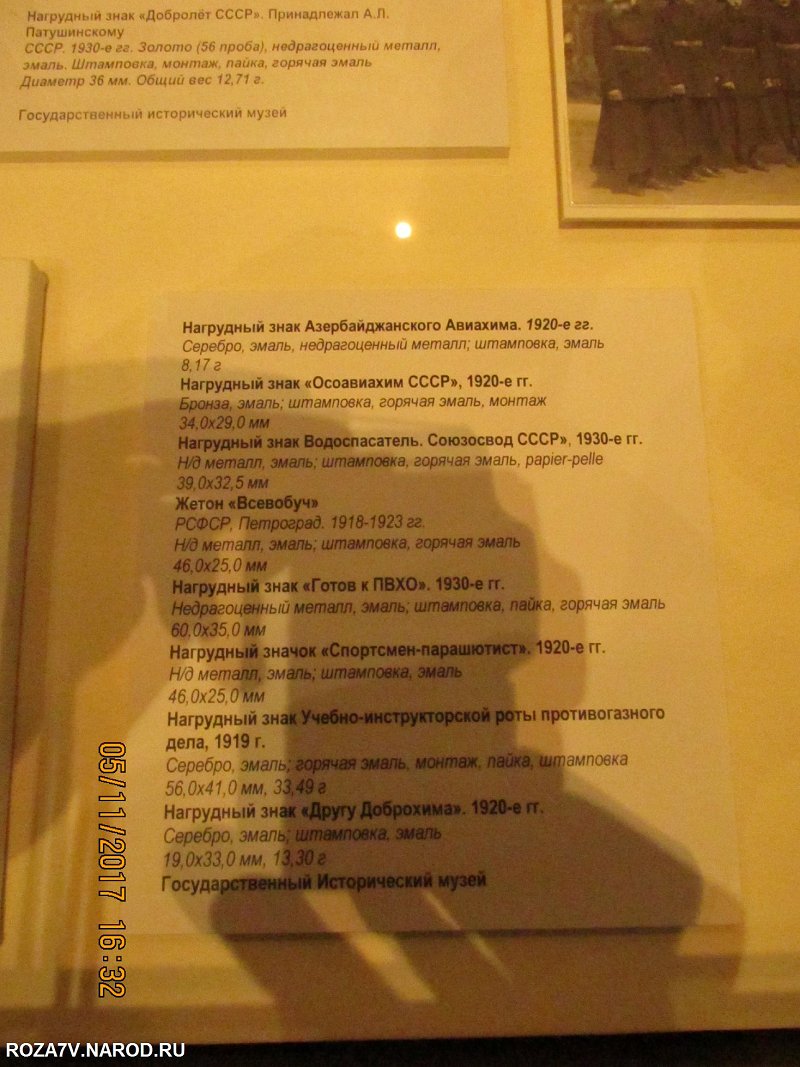 Нагрудный знак «Добролёт СССР». Принадлежал А.Л.
Патушинскому
СССР. 1930-е гг. Золото (56 проба), недрагоценный металл,
эмаль. Штамповка, монтаж, пайка, горячая эмаль
Диаметр 36 мм. Общий вес 12,71 г.
Государственный исторический музей
Нагрудный знак Азербайджанского Авиахима. 1920-е гг.
Серебро, эмаль, недрагоценный металл; штамповка, эмаль
8,17 г
Нагрудный знак «Осоавиахим СССР», 1920-е гг.
Бронза, эмаль; штамповка, горячая эмаль, монтаж
34,0х29,0 мм
Нагрудный знак Водоспасатель. Союзосвод СССР», 1930-е гг.
Н/д металл, эмаль; штамповка, горячая эмаль, papier-pelle
39,0х32,5 мм
Жетон «Всевобуч»
РСФСР, Петроград. 1918-1923 гг.
Н/д металл, эмаль; штамповка, горячая эмаль
46,0х25,0 мм
Нагрудный знак «Готов к ПВХО». 1930-е гг.
Недрагоценный металл, эмаль; штамповка, пайка, горячая эмаль
60,0х35,0 мм
Нагрудный значок «Спортсмен-парашютист». 1920-е гг.
Н/д металл, эмаль; штамповка, эмаль
46,0х25,0 мм
Нагрудный знак Учебно-инструкторской роты противогазного
дела, 1919 г.
Серебро, эмаль; горячая эмаль, монтаж, пайка, штамповка
56,0х41,0 мм, 33,49 г
Нагрудный знак «Другу Доброхима». 1920-е гг.
Серебро, эмаль; штамповка, эмаль
19,0х33,0 мм, 13,30 г
Государственный Исторический музей
05/11/2017 16:32
ROZA7V.NAROD.RU